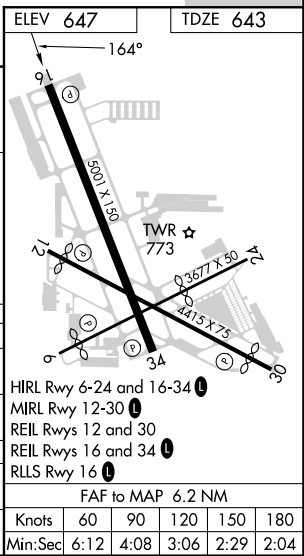 ELEV 647
TDZE 643
164°
16
P
5001 X 150
TWR
773
12
P
3677 X 50
24
P
4415 X 75
6
P
34
P
30
HIRL Rwy 6-24 and 16-34 L
MIRL Rwy 12-30 L
REIL Rwys 12 and 30
REIL Rwys 16 and 34 L
RLLS Rwy 16 L
FAF to MAP 6.2 NM
Knots 60 90 120 150 180
Min:Sec 6:12 4:08 3:06 2:29 2:04